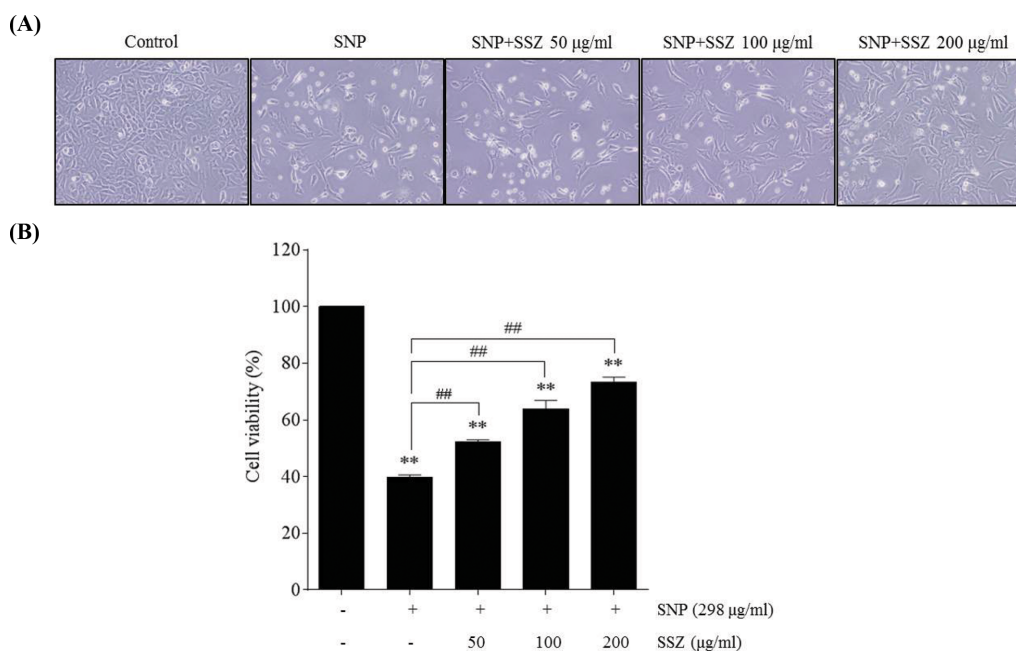 (A)
Control SNP SNP+SSZ 50 μg/ml SNP+SSZ 100 μg/ml SNP+SSZ 200 μg/ml
(B)
120
100
80
60
40
20
0
Cell viability (%)
##
##
##
** ** ** **
- + + + + SNP (298 μg/ml)
- - 50 100 200 SSZ (μg/ml)